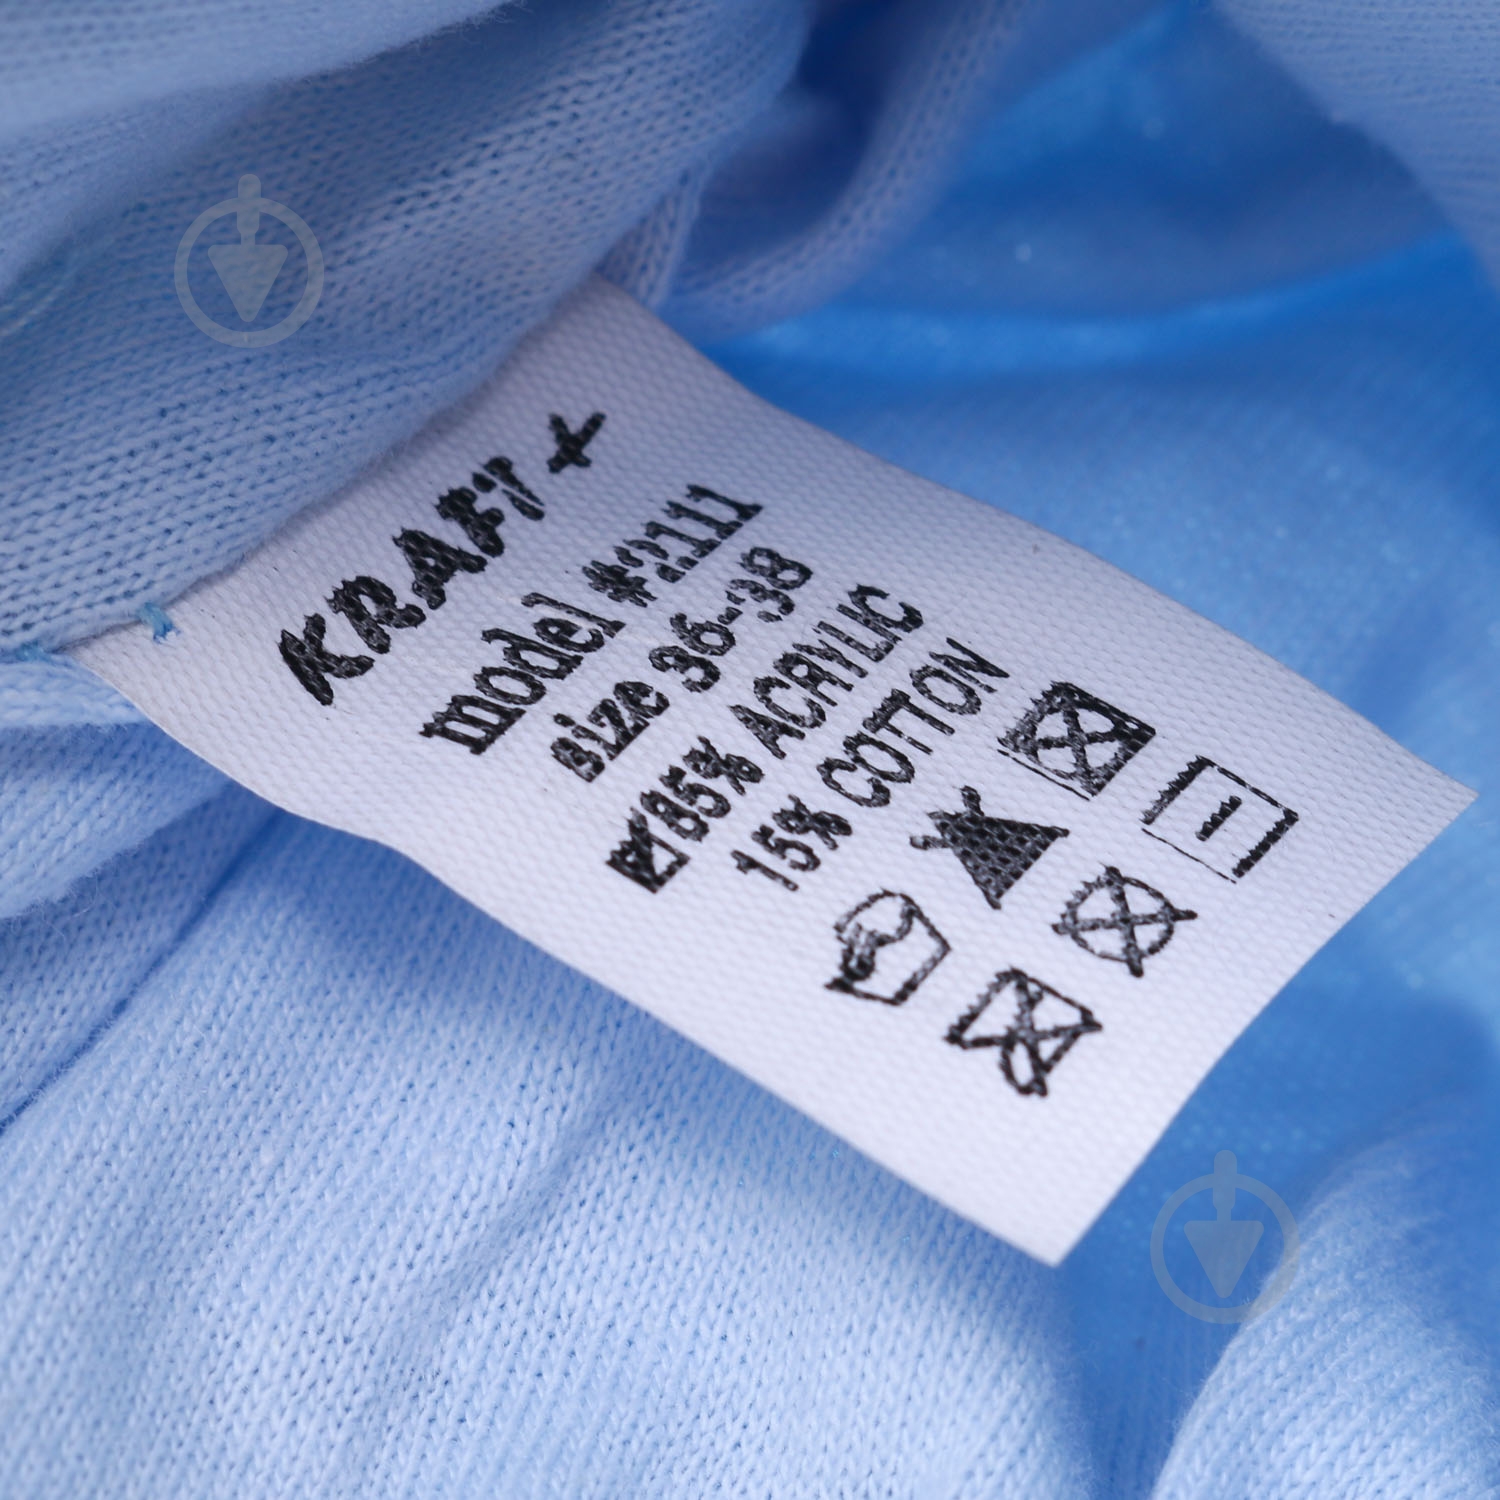 KRAFT +
model #2111
size 36-38
85% ACRYLIC
15% COTTON